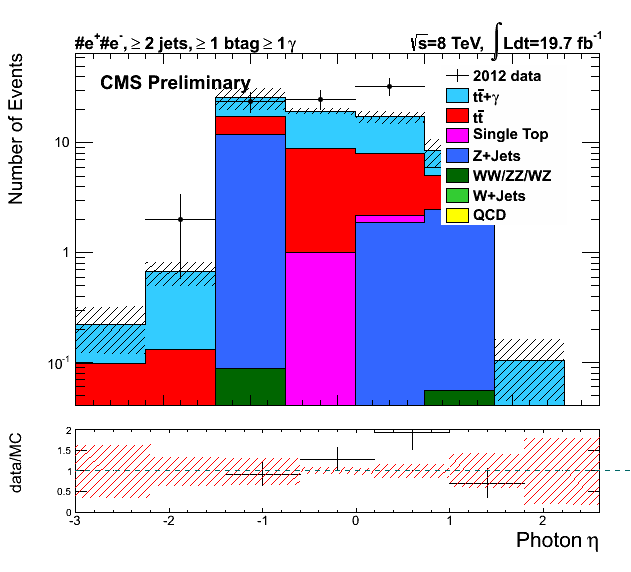 #e⁺#e⁻, ≥ 2 jets, ≥ 1 btag ≥ 1 γ
√s=8 TeV, ∫Ldt=19.7 fb⁻¹
CMS Preliminary
2012 data
tt̄+γ
tt̄
Single Top
Z+Jets
WW/ZZ/WZ
W+Jets
QCD
Number of Events
10
1
10⁻¹
data/MC
2
1.5
1
0.5
0
-3 -2 -1 0 1 2
Photon η